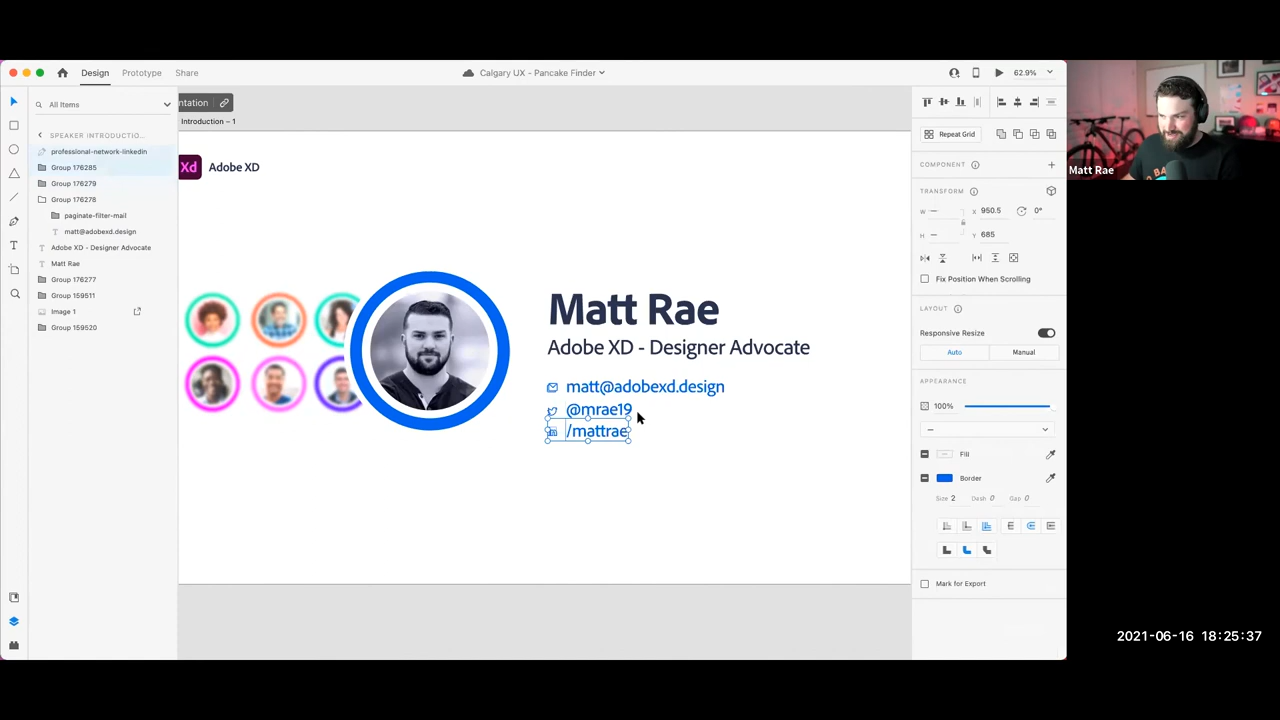 Design Prototype Share
Calgary UX - Pancake Finder
62.9%
All Items
SPEAKER INTRODUCTIO...
professional-network-linkedin
Group 176285
Group 176279
Group 176278
paginate-filter-mail
matt@adobexd.design
Adobe XD - Designer Advocate
Matt Rae
Group 176277
Group 159511
Image 1
Group 159520
ntation
Introduction – 1
Xd Adobe XD
Matt Rae
Adobe XD - Designer Advocate
matt@adobexd.design
@mrae19
/mattrae
Repeat Grid
COMPONENT
TRANSFORM
W — X 950.5 0°
H — Y 685
Fix Position When Scrolling
LAYOUT
Responsive Resize
Auto Manual
APPEARANCE
100%
—
Fill
Border
Size 2 Dash 0 Gap 0
Mark for Export
Matt Rae
2021-06-16 18:25:37